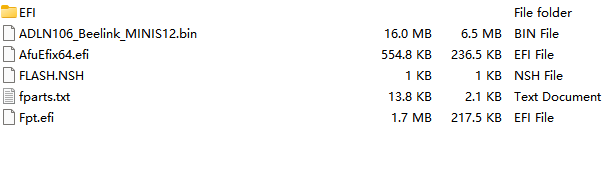 EFI File folder
ADLN106_Beelink_MINIS12.bin 16.0 MB 6.5 MB BIN File
AfuEfix64.efi 554.8 KB 236.5 KB EFI File
FLASH.NSH 1 KB 1 KB NSH File
fparts.txt 13.8 KB 2.1 KB Text Document
Fpt.efi 1.7 MB 217.5 KB EFI File